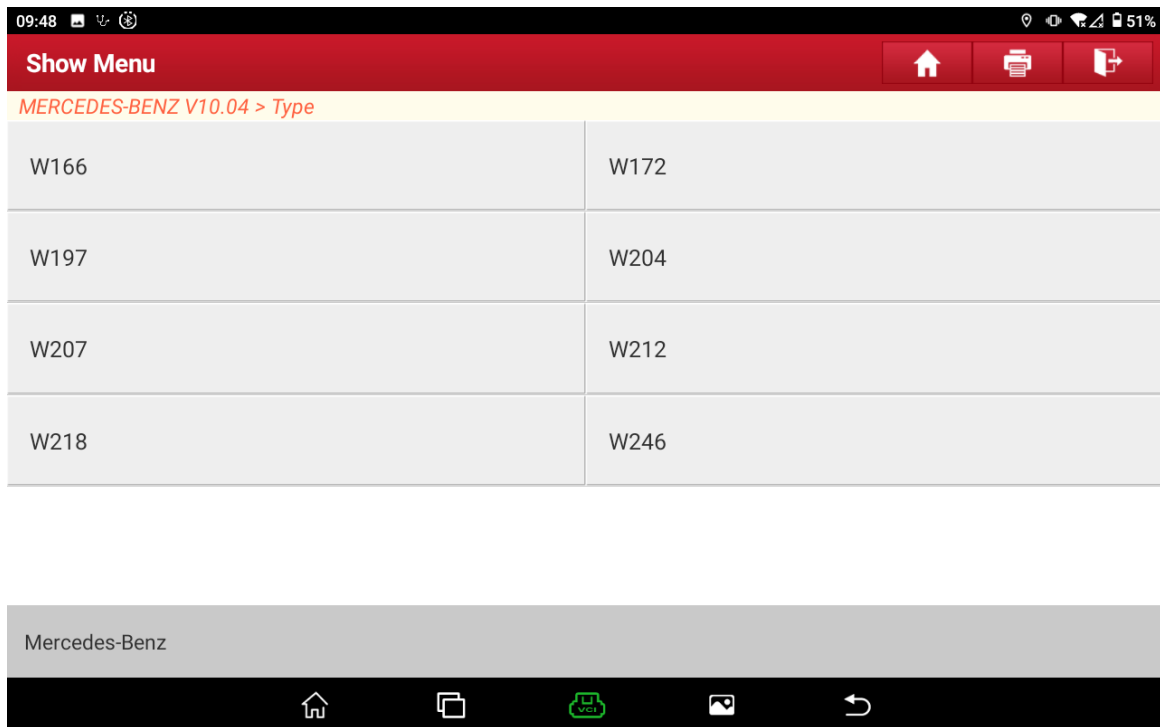 09:48 51%
Show Menu
MERCEDES-BENZ V10.04 > Type
W166 W172
W197 W204
W207 W212
W218 W246
Mercedes-Benz
VCI